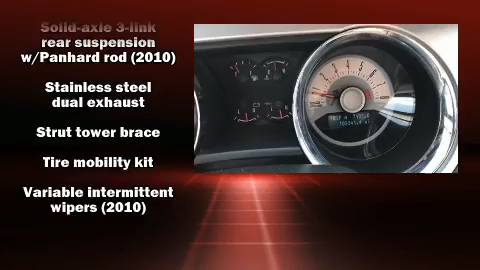 Solid-axle 3-link
rear suspension
w/Panhard rod (2010)
Stainless steel
dual exhaust
Strut tower brace
Tire mobility kit
Variable intermittent
wipers (2010)